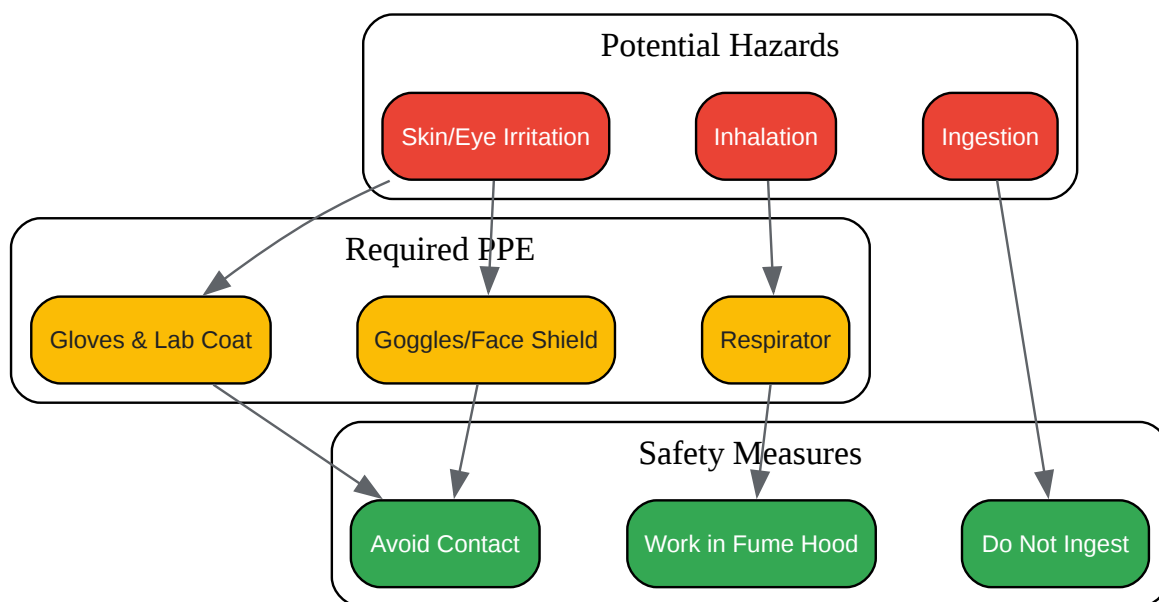 Potential Hazards
Skin/Eye Irritation
Inhalation
Ingestion
Required PPE
Gloves & Lab Coat
Goggles/Face Shield
Respirator
Safety Measures
Avoid Contact
Work in Fume Hood
Do Not Ingest